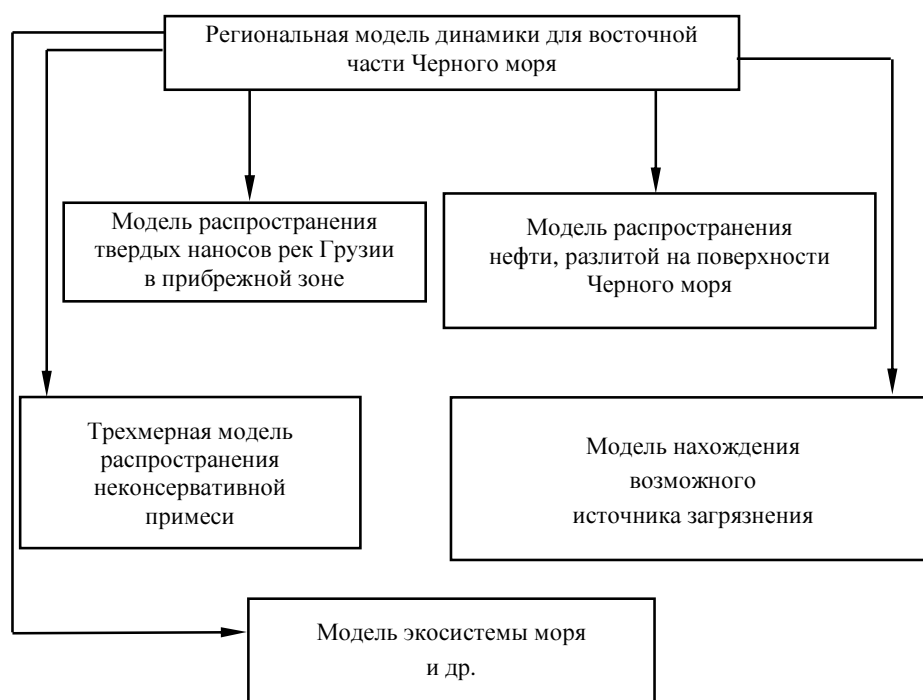 Региональная модель динамики для восточной
части Черного моря
Модель распространения
твердых наносов рек Грузии
в прибрежной зоне
Модель распространения
нефти, разлитой на поверхности
Черного моря
Трехмерная модель
распространения
неконсервативной
примеси
Модель нахождения
возможного
источника загрязнения
Модель экосистемы моря
и др.